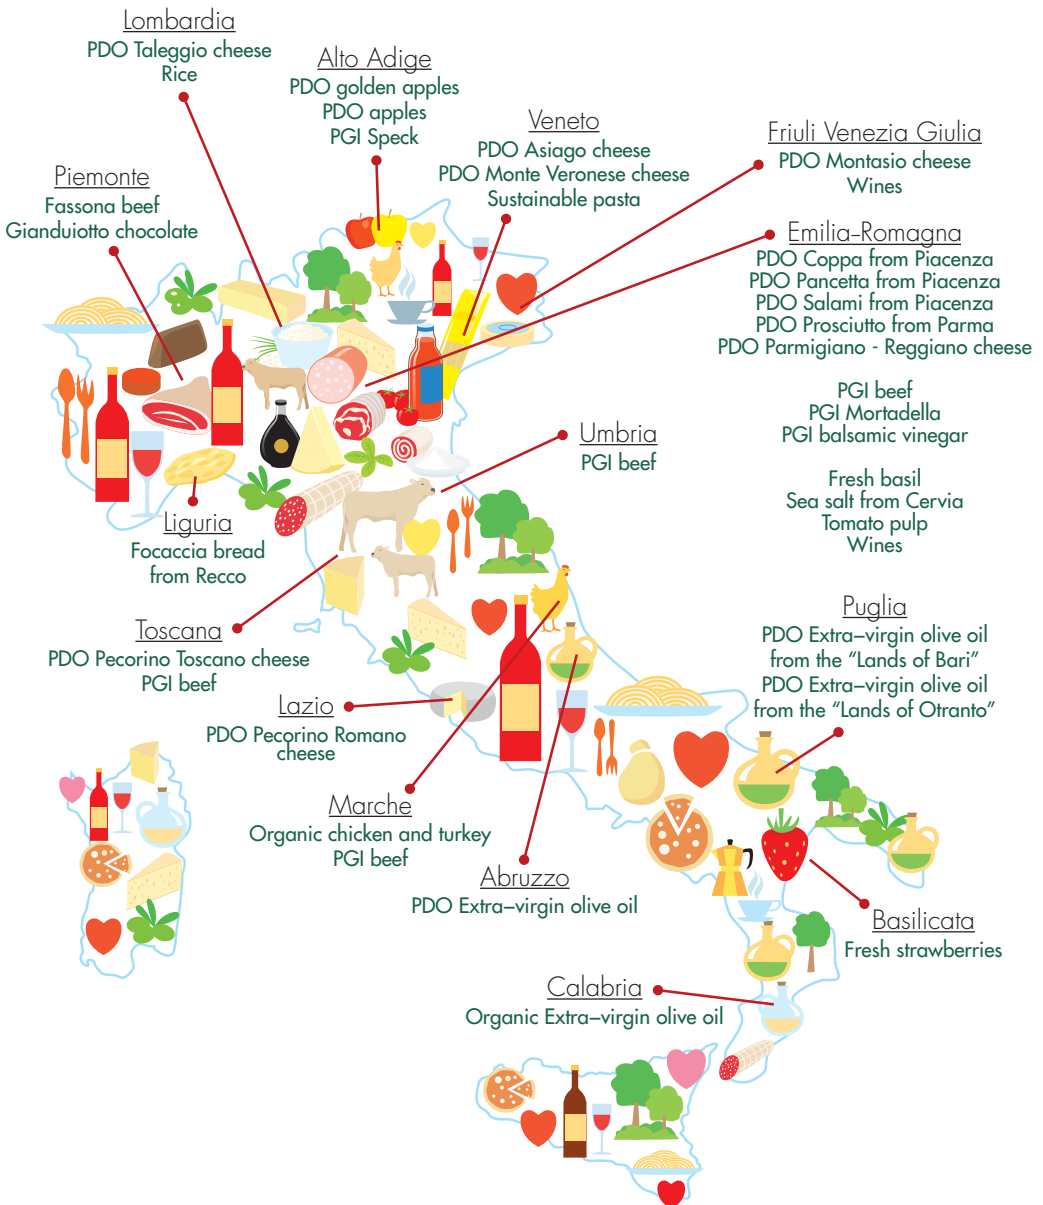 Lombardia
PDO Taleggio cheese
Rice
Alto Adige
PDO golden apples
PDO apples
PGI Speck
Veneto
PDO Asiago cheese
PDO Monte Veronese cheese
Sustainable pasta
Friuli Venezia Giulia
PDO Montasio cheese
Wines
Piemonte
Fassona beef
Gianduiotto chocolate
Emilia-Romagna
PDO Coppa from Piacenza
PDO Pancetta from Piacenza
PDO Salami from Piacenza
PDO Prosciutto from Parma
PDO Parmigiano - Reggiano cheese
PGI beef
PGI Mortadella
PGI balsamic vinegar
Fresh basil
Sea salt from Cervia
Tomato pulp
Wines
Umbria
PGI beef
Liguria
Focaccia bread
from Recco
Toscana
PDO Pecorino Toscano cheese
PGI beef
Puglia
PDO Extra-virgin olive oil
from the “Lands of Bari”
PDO Extra-virgin olive oil
from the “Lands of Otranto”
Lazio
PDO Pecorino Romano
cheese
Marche
Organic chicken and turkey
PGI beef
Abruzzo
PDO Extra-virgin olive oil
Basilicata
Fresh strawberries
Calabria
Organic Extra-virgin olive oil